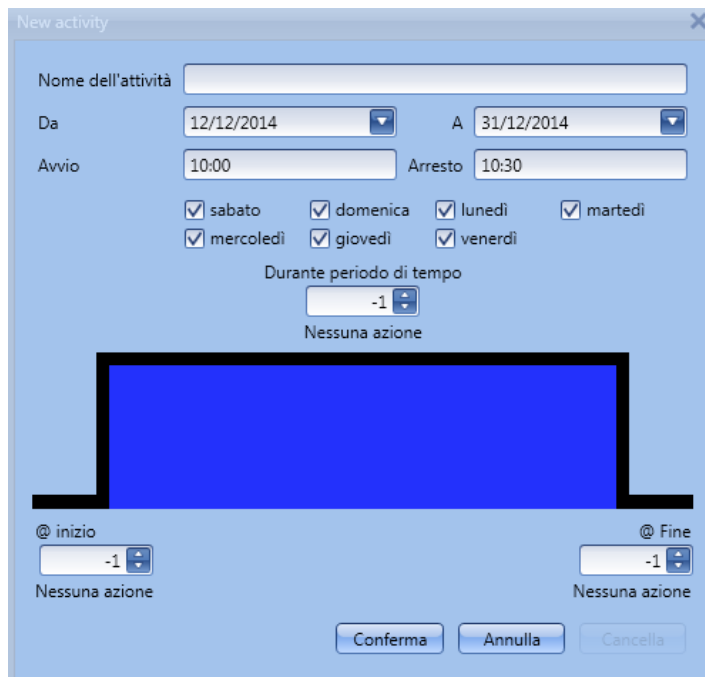 New activity
Nome dell'attività
Da 12/12/2014 A 31/12/2014
Avvio 10:00 Arresto 10:30
sabato domenica lunedì martedì
mercoledì giovedì venerdì
Durante periodo di tempo
-1
Nessuna azione
@ inizio @ Fine
-1 -1
Nessuna azione Nessuna azione
Conferma Annulla Cancella